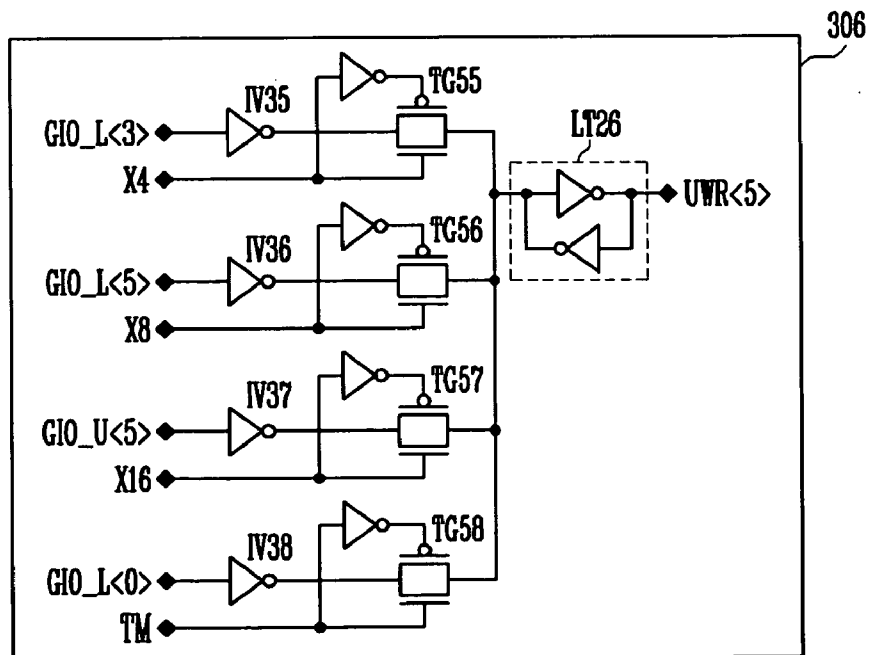 306
IV35
TG55
GIO_L<3>
X4
LT26
UWR<5>
IV36
TG56
GIO_L<5>
X8
IV37
TG57
GIO_U<5>
X16
IV38
TG58
GIO_L<0>
TM